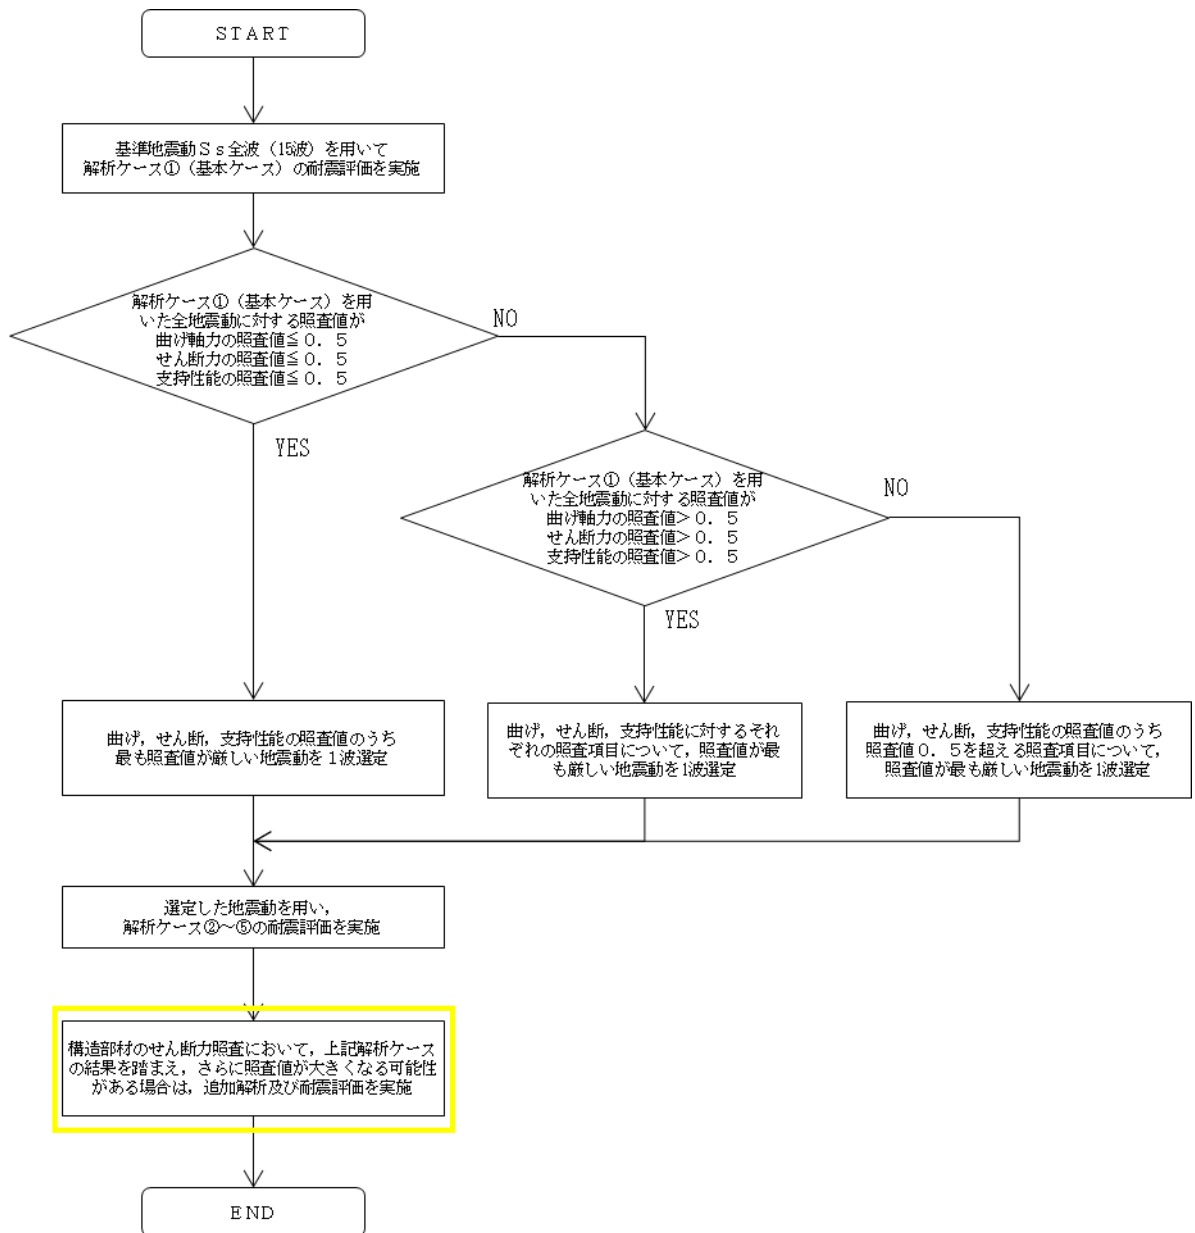 ＳＴＡＲＴ
基準地震動Ｓｓ全波（15波）を用いて
解析ケース①（基本ケース）の耐震評価を実施
解析ケース①（基本ケース）を用
いた全地震動に対する照査値が
曲げ軸力の照査値≦０．５
せん断力の照査値≦０．５
支持性能の照査値≦０．５
NO
YES
解析ケース①（基本ケース）を用
いた全地震動に対する照査値が
曲げ軸力の照査値＞０．５
せん断力の照査値＞０．５
支持性能の照査値＞０．５
NO
YES
曲げ，せん断，支持性能の照査値のうち
最も照査値が厳しい地震動を１波選定
曲げ，せん断，支持性能に対するそれ
ぞれの照査項目について，照査値が最
も厳しい地震動を1波選定
曲げ，せん断，支持性能の照査値のうち
照査値０．５を超える照査項目について，
照査値が最も厳しい地震動を1波選定
選定した地震動を用い，
解析ケース②～⑤の耐震評価を実施
構造部材のせん断力照査において，上記解析ケース
の結果を踏まえ，さらに照査値が大きくなる可能性
がある場合は，追加解析及び耐震評価を実施
ＥＮＤ